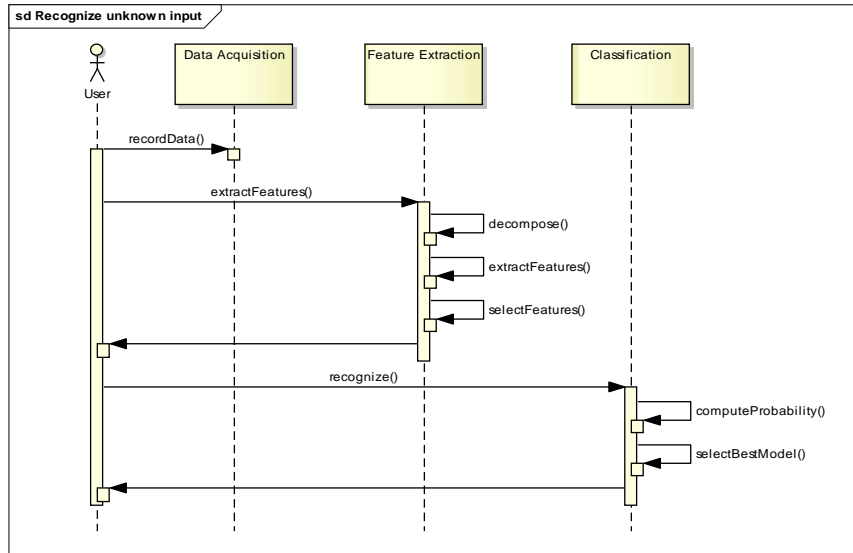 sd Recognize unknown input
User
Data Acquisition
Feature Extraction
Classification
recordData()
extractFeatures()
decompose()
extractFeatures()
selectFeatures()
recognize()
computeProbability()
selectBestModel()